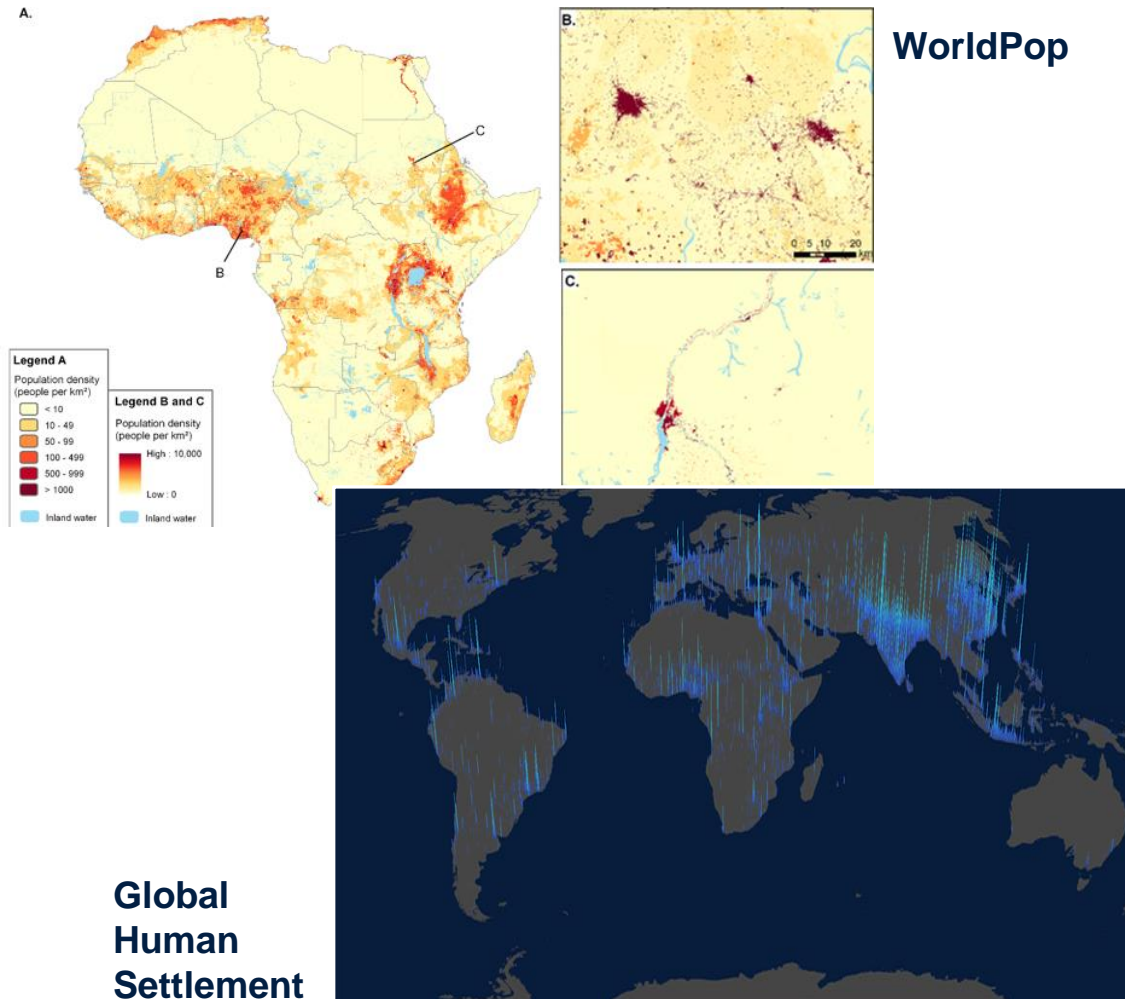 A.
B.
WorldPop
C
B
0 5 10 20
km
C.
Legend A
Population density
(people per km²)
< 10
10 - 49
50 - 99
100 - 499
500 - 999
> 1000
Inland water
Legend B and C
Population density
(people per km²)
High : 10,000
Low : 0
Inland water
Global
Human
Settlement